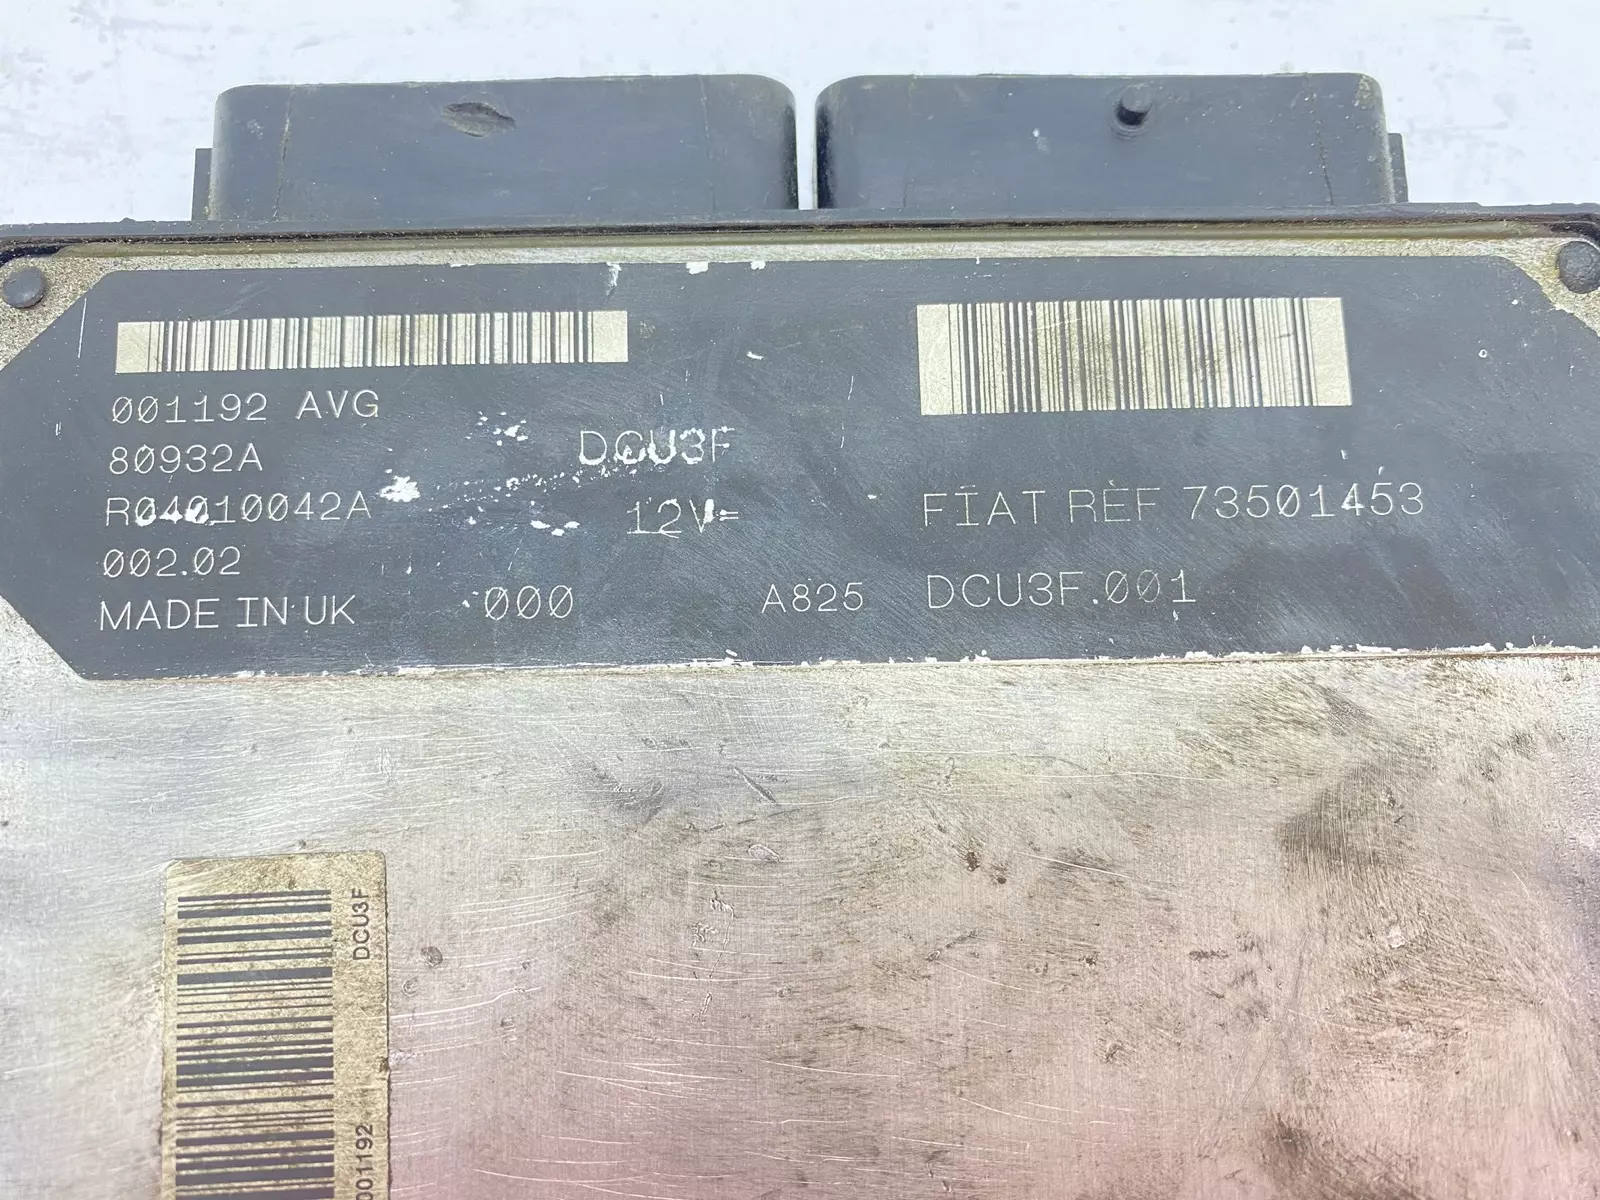 001192 AVG
80932A
R04010042A
002.02
MADE IN UK
000
DCU3F
12V=
A825
FIAT REF 73501453
DCU3F.001
DCU3F
001192